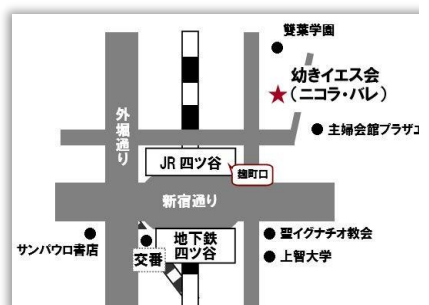 雙葉学園
幼きイエス会
(ニコラ・バレ)
主婦会館プラザエ
外堀通り
JR 四ツ谷
麹町口
新宿通り
サンパウロ書店
交番
地下鉄
四ツ谷
聖イグナチオ教会
上智大学